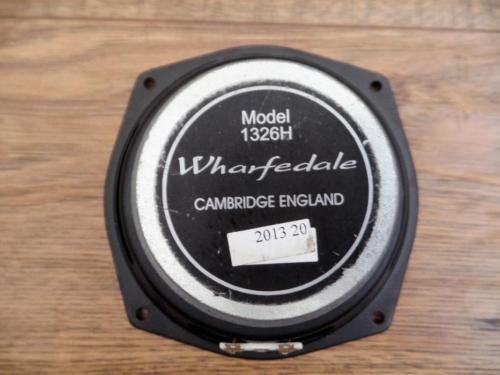 Model
1326H
Wharfedale
CAMBRIDGE ENGLAND
2013 20